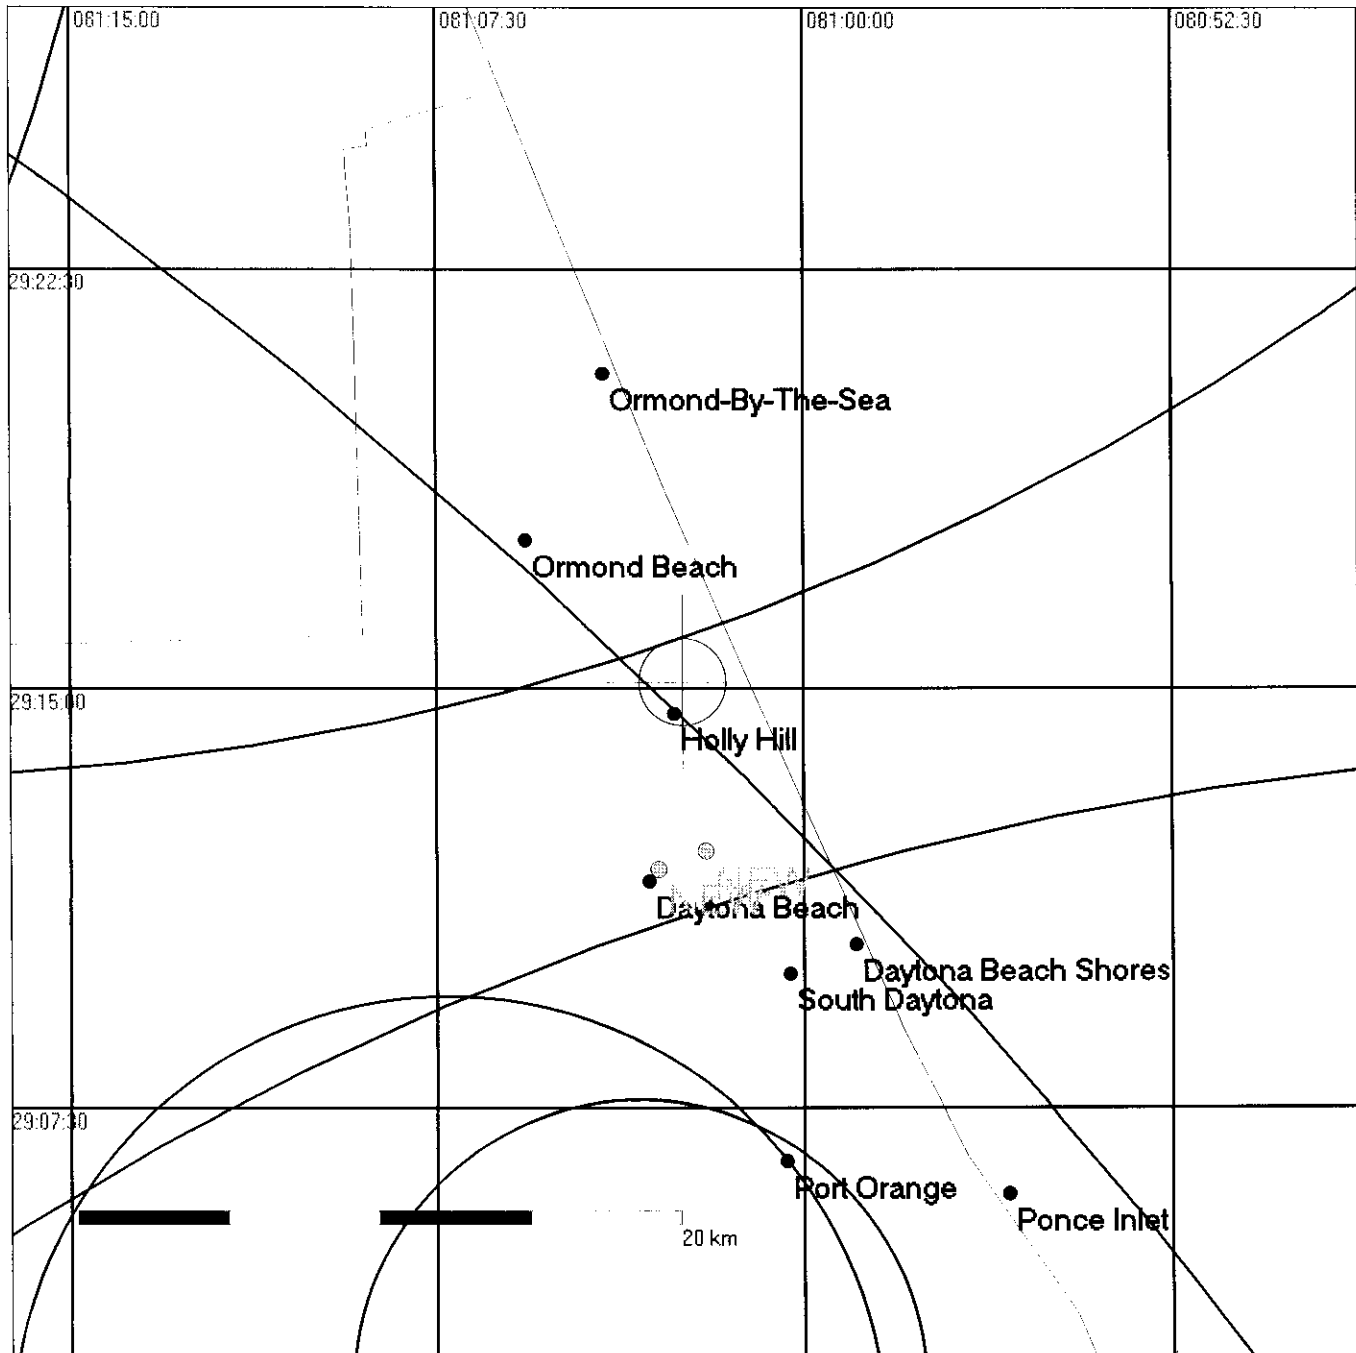 081:15:00
081:07:30
081:00:00
080:52:30
29:22:30
Ormond-By-The-Sea
Ormond Beach
29:15:00
Holly Hill
Daytona Beach
Daytona Beach Shores
South Daytona
29:07:30
Port Orange
Ponce Inlet
20 km